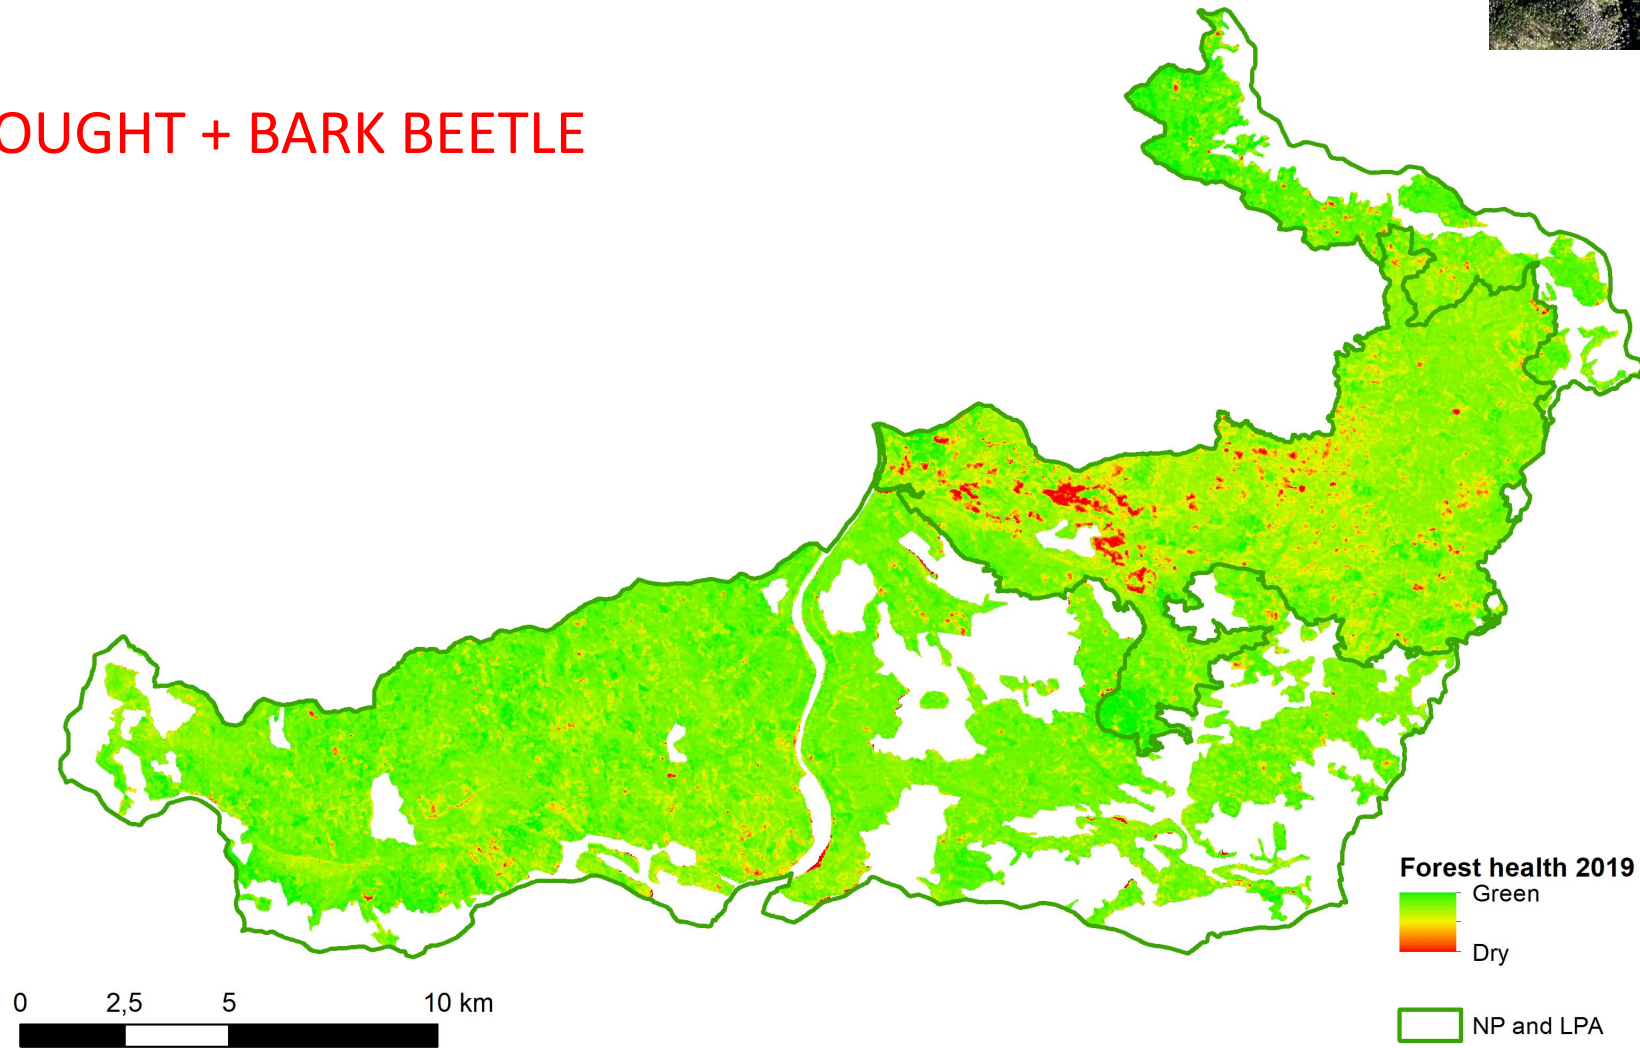 OUGHT + BARK BEETLE
Forest health 2019
Green
Dry
NP and LPA
0 2,5 5 10 km